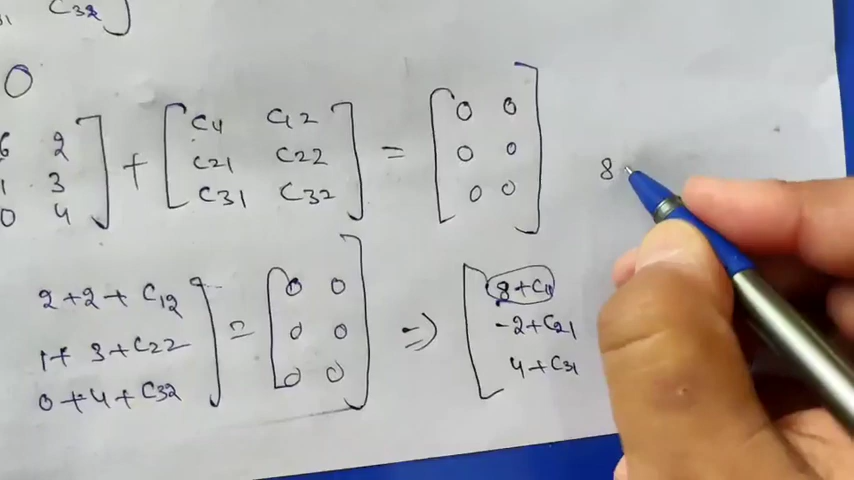 31 C32 ]
0
6 2 ] + [ C11 C12 ] = [ 0 0 ]
1 3 C21 C22 0 0
0 4 C31 C32 0 0
8
2+2+ C12 ] = [ 0 0 ] ⇒ [ 8+C11
1+ 3+C22 0 0 -2+C21
0+4+C32 0 0 4+C31